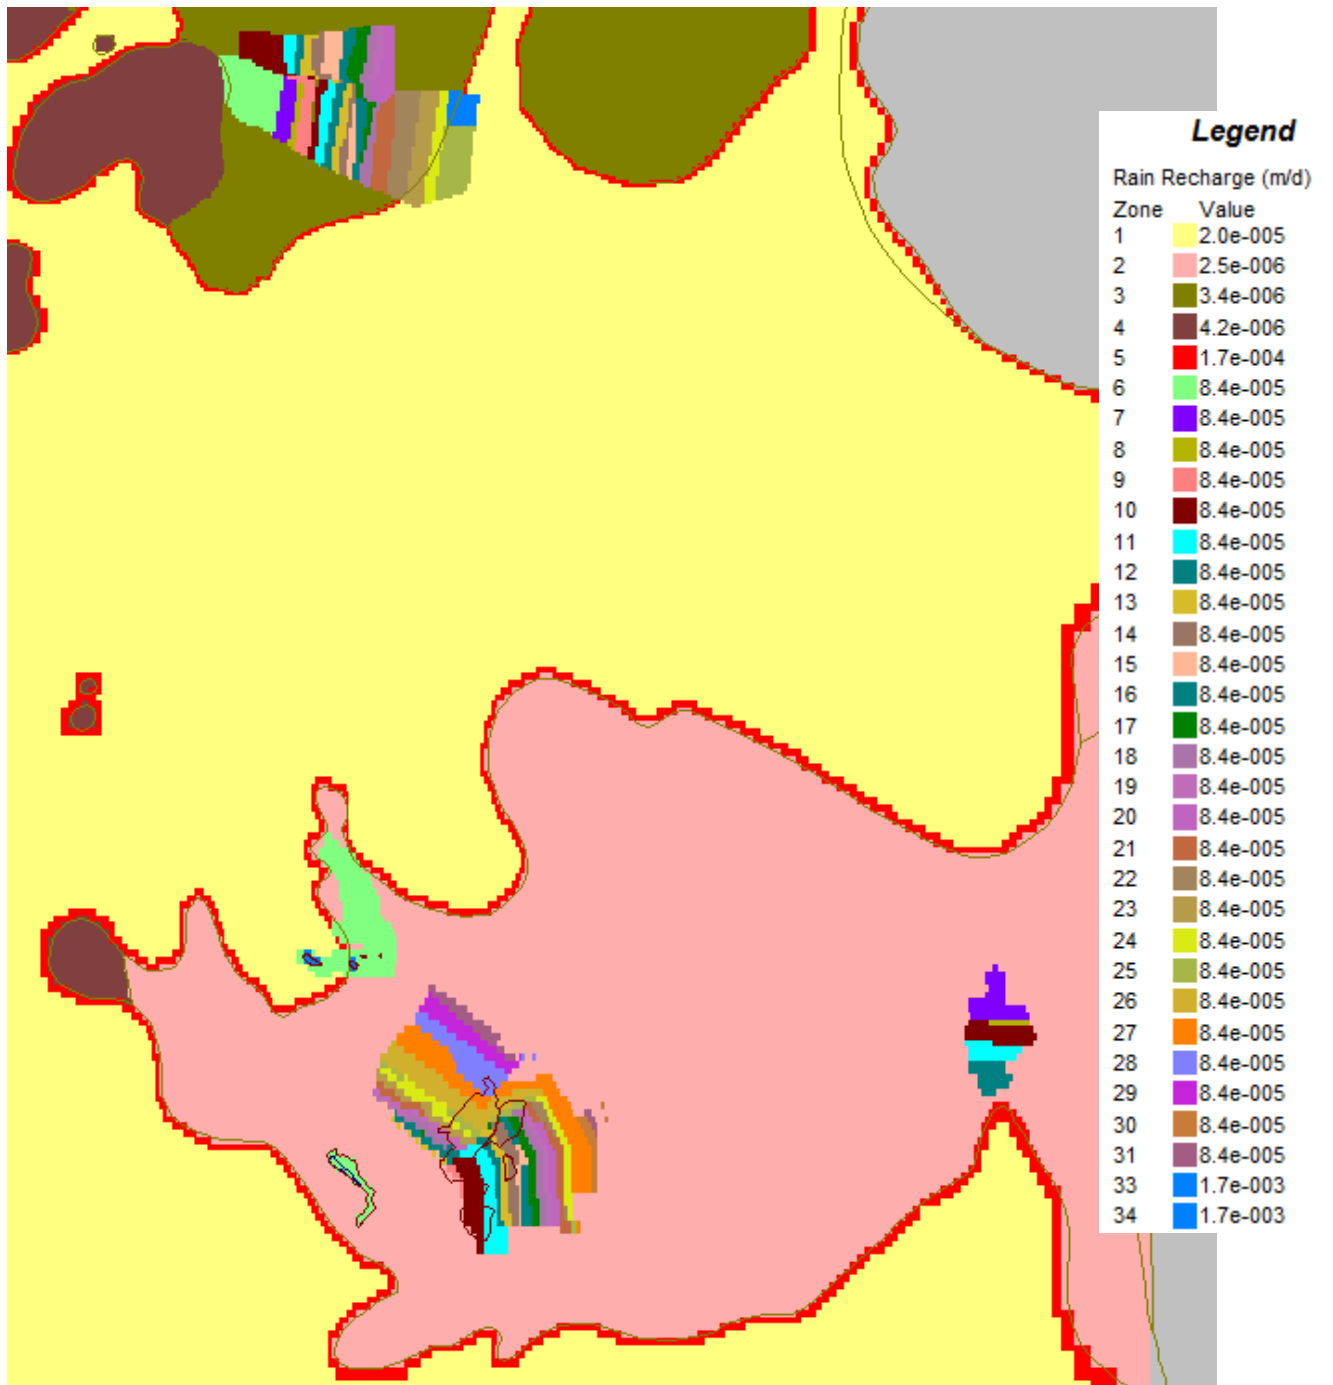 Legend
Rain Recharge (m/d)
Zone Value
1 2.0e-005
2 2.5e-006
3 3.4e-006
4 4.2e-006
5 1.7e-004
6 8.4e-005
7 8.4e-005
8 8.4e-005
9 8.4e-005
10 8.4e-005
11 8.4e-005
12 8.4e-005
13 8.4e-005
14 8.4e-005
15 8.4e-005
16 8.4e-005
17 8.4e-005
18 8.4e-005
19 8.4e-005
20 8.4e-005
21 8.4e-005
22 8.4e-005
23 8.4e-005
24 8.4e-005
25 8.4e-005
26 8.4e-005
27 8.4e-005
28 8.4e-005
29 8.4e-005
30 8.4e-005
31 8.4e-005
33 1.7e-003
34 1.7e-003